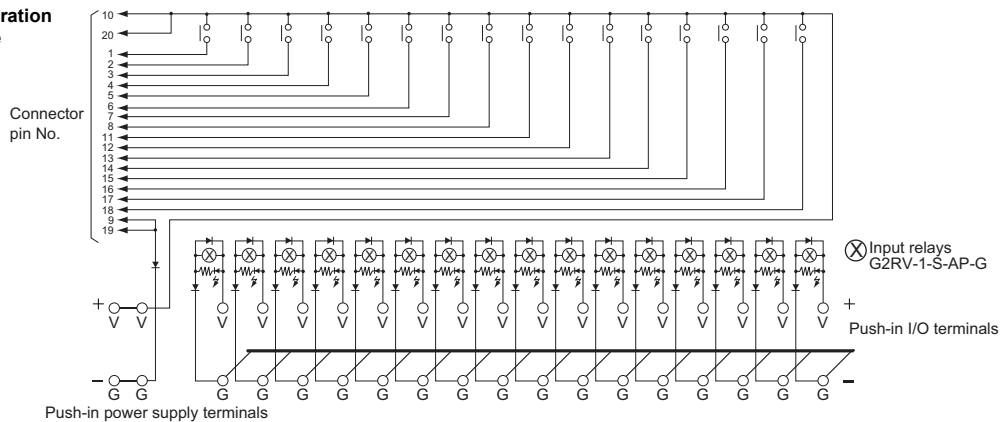 ration
10
20
1
2
3
4
5
6
7
8
11
12
13
14
15
16
17
18
9
19
Connector
pin No.
Input relays
G2RV-1-S-AP-G
+
V V
V V V V V V V V V V V V V V V V
+
Push-in I/O terminals
−
G G
G G G G G G G G G G G G G G G G
−
Push-in power supply terminals